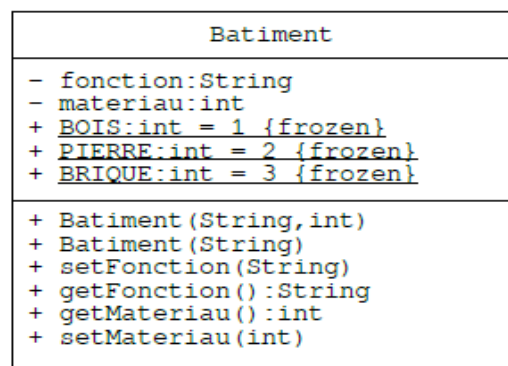 Batiment
- fonction:String
- materiau:int
+ BOIS:int = 1 {frozen}
+ PIERRE:int = 2 {frozen}
+ BRIQUE:int = 3 {frozen}
+ Batiment(String,int)
+ Batiment(String)
+ setFonction(String)
+ getFonction():String
+ getMateriau():int
+ setMateriau(int)